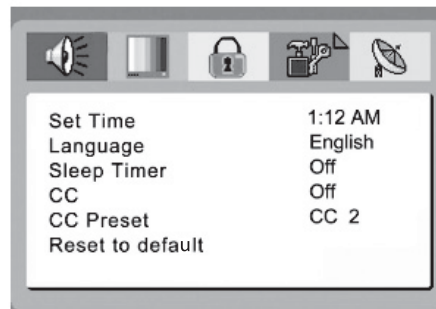 Set Time 1:12 AM
Language English
Sleep Timer Off
CC Off
CC Preset CC 2
Reset to default